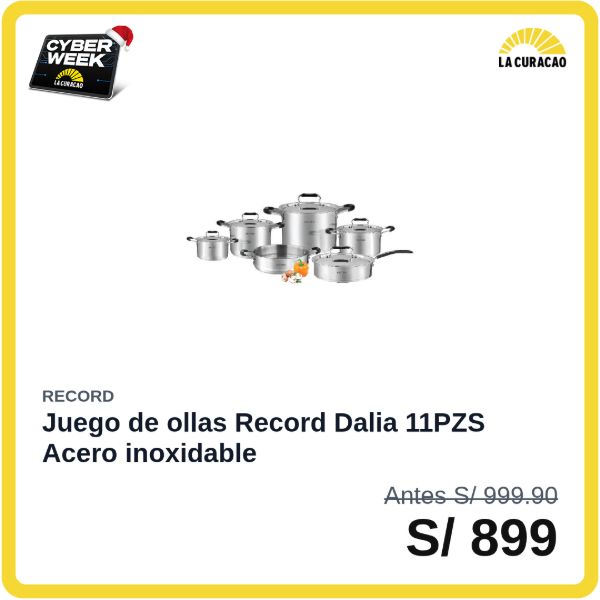 CYBER
WEEK
LA CURACAO
LA CURACAO
RECORD
Juego de ollas Record Dalia 11PZS
Acero inoxidable
Antes S/ 999.90
S/ 899